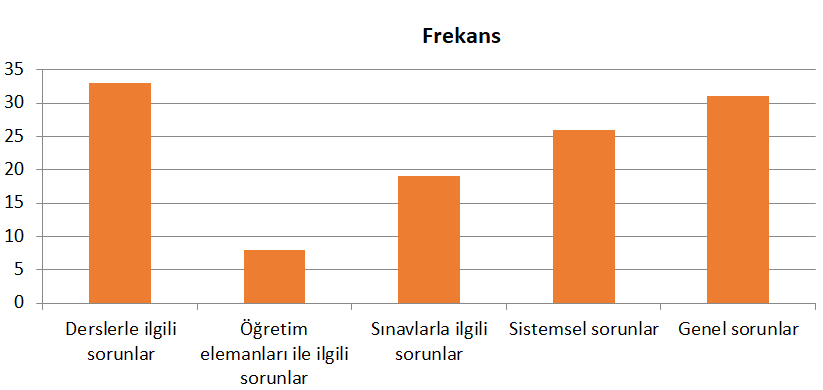 Frekans
35
30
25
20
15
10
5
0
Derslerle ilgili
sorunlar
Öğretim
elemanları ile ilgili
sorunlar
Sınavlarla ilgili
sorunlar
Sistemsel sorunlar
Genel sorunlar